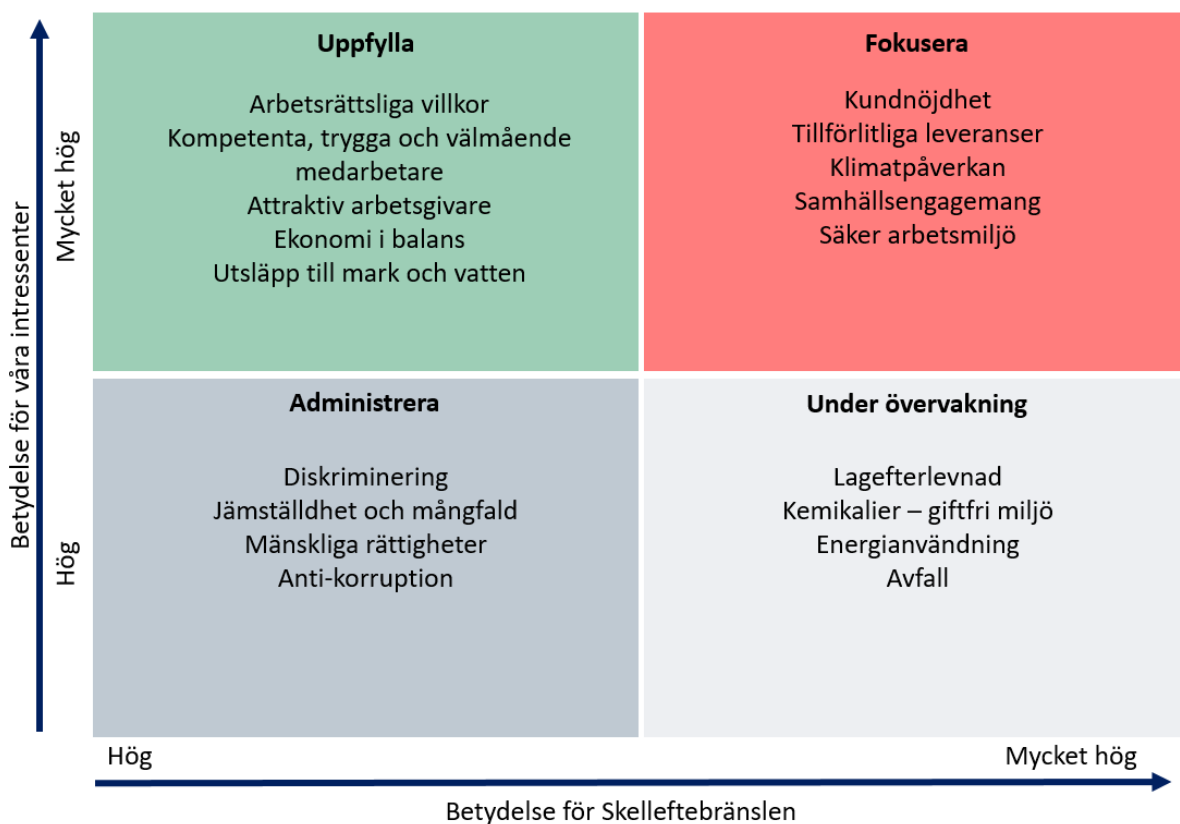 Betydelse för våra intressenter
Mycket hög
Hög
Uppfylla
Arbetsrättsliga villkor
Kompetenta, trygga och välmående
medarbetare
Attraktiv arbetsgivare
Ekonomi i balans
Utsläpp till mark och vatten
Fokusera
Kundnöjdhet
Tillförlitliga leveranser
Klimatpåverkan
Samhällsengagemang
Säker arbetsmiljö
Administrera
Diskriminering
Jämställdhet och mångfald
Mänskliga rättigheter
Anti-korruption
Under övervakning
Lagefterlevnad
Kemikalier – giftfri miljö
Energianvändning
Avfall
Hög
Mycket hög
Betydelse för Skelleftebränslen